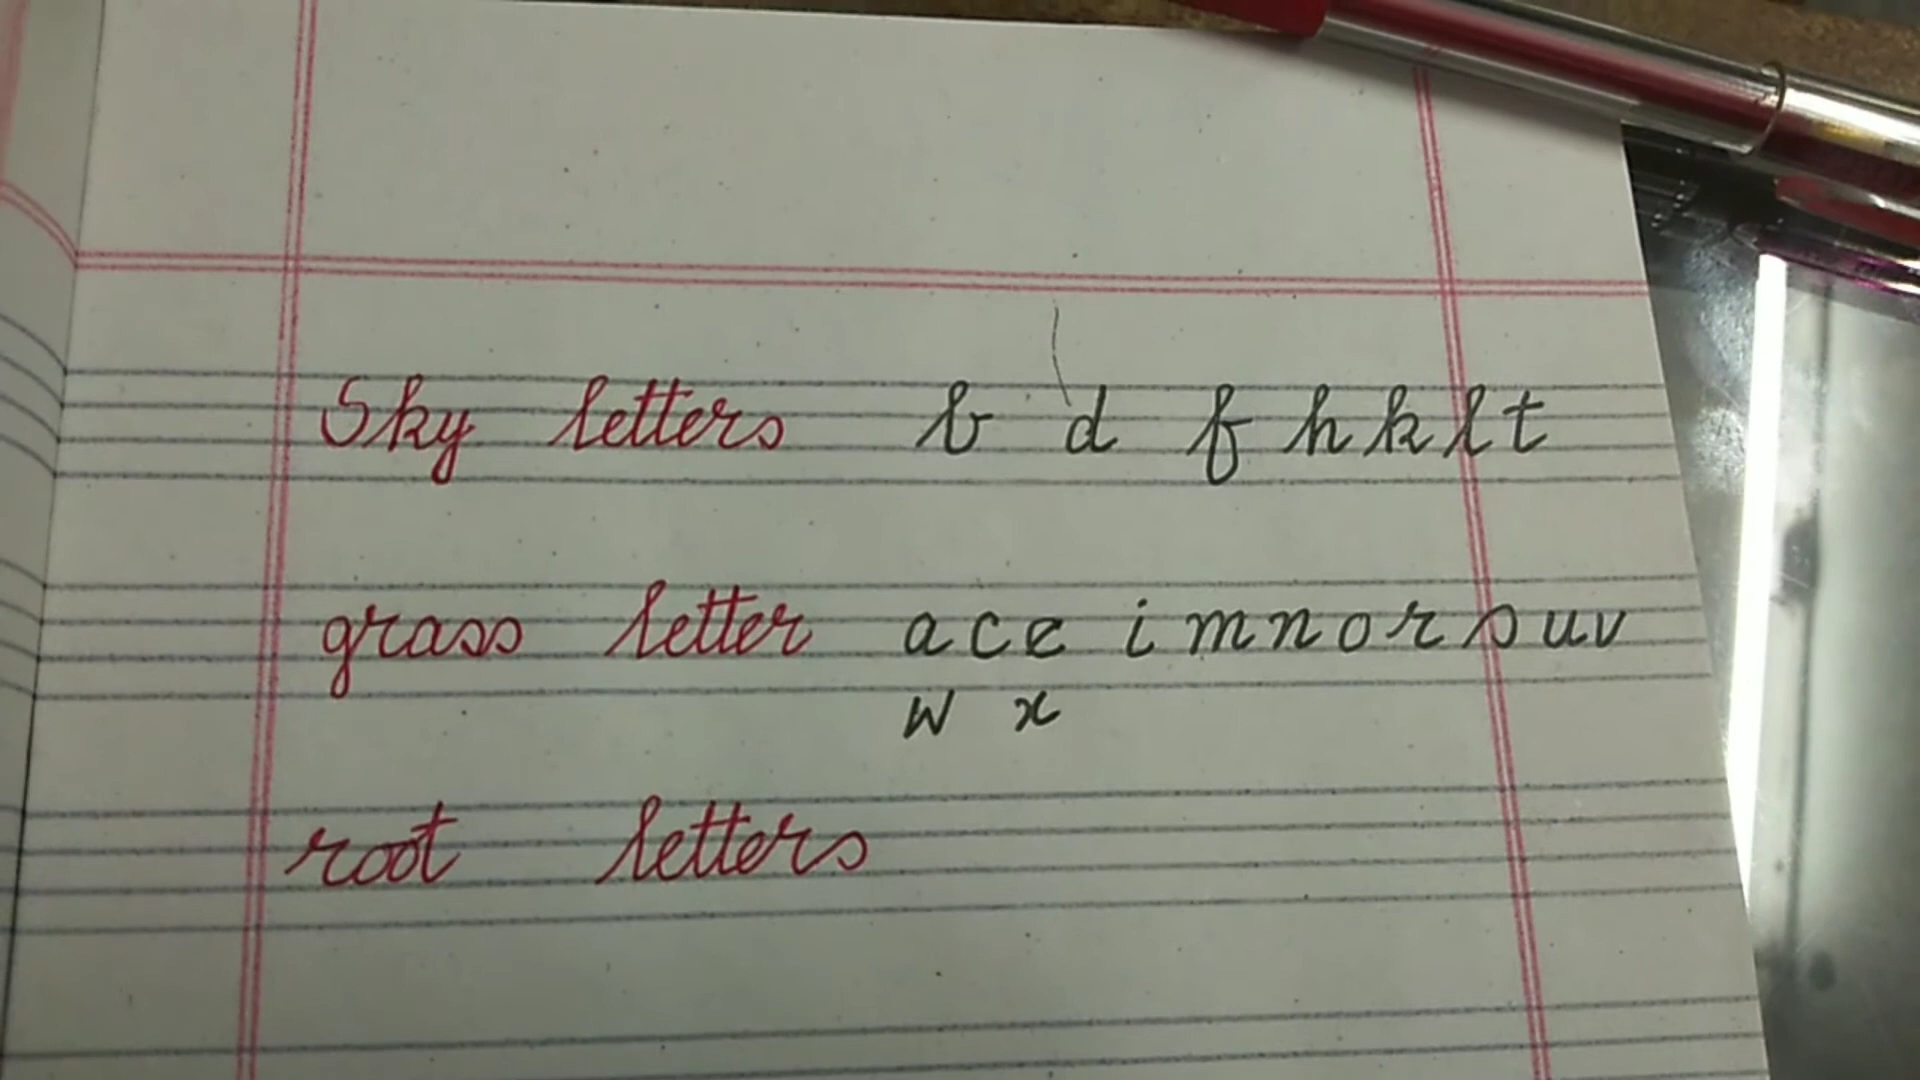 Sky letters b d f h k l t
grass letter a c e i m n o r s u v
w x
root letters